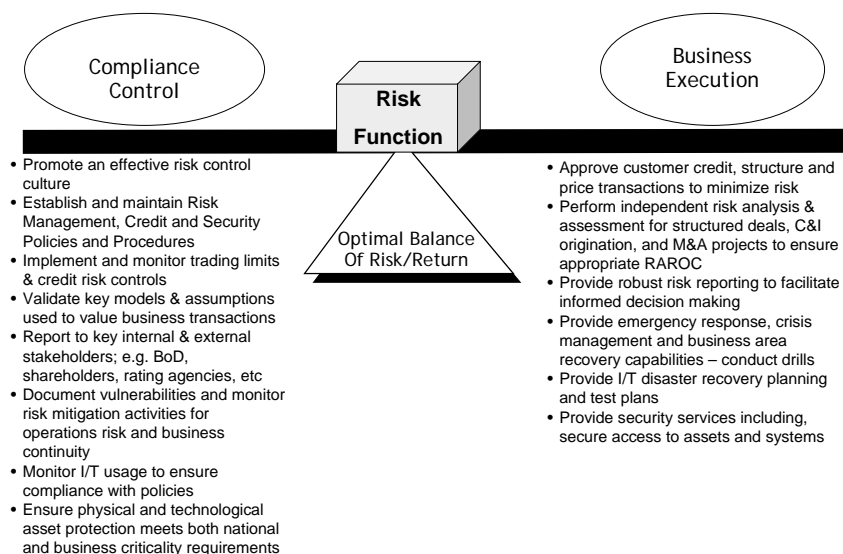 Compliance
Control
Risk
Function
Business
Execution
Optimal Balance
Of Risk/Return
• Promote an effective risk control
culture
• Establish and maintain Risk
Management, Credit and Security
Policies and Procedures
• Implement and monitor trading limits
& credit risk controls
• Validate key models & assumptions
used to value business transactions
• Report to key internal & external
stakeholders; e.g. BoD,
shareholders, rating agencies, etc
• Document vulnerabilities and monitor
risk mitigation activities for
operations risk and business
continuity
• Monitor I/T usage to ensure
compliance with policies
• Ensure physical and technological
asset protection meets both national
and business criticality requirements
• Approve customer credit, structure and
price transactions to minimize risk
• Perform independent risk analysis &
assessment for structured deals, C&I
origination, and M&A projects to ensure
appropriate RAROC
• Provide robust risk reporting to facilitate
informed decision making
• Provide emergency response, crisis
management and business area
recovery capabilities – conduct drills
• Provide I/T disaster recovery planning
and test plans
• Provide security services including,
secure access to assets and systems